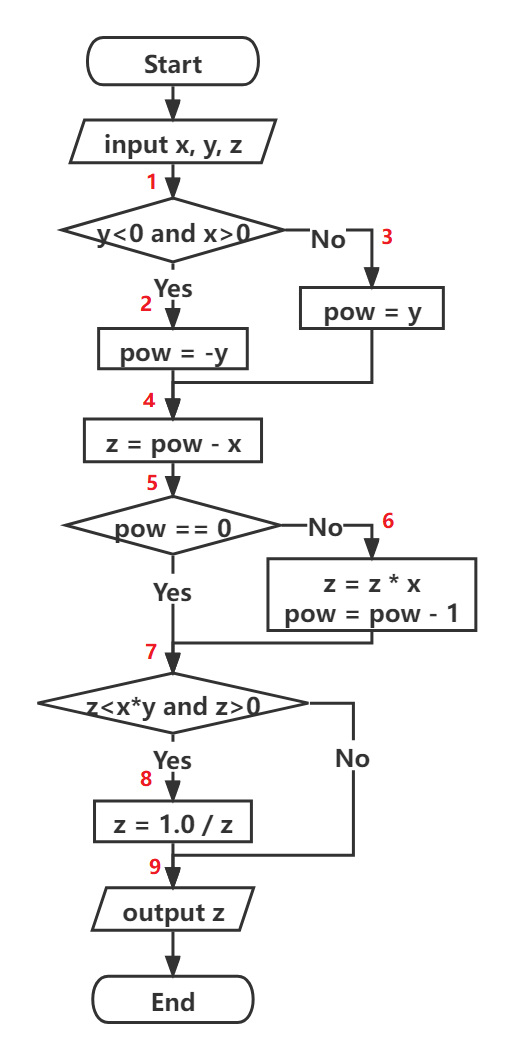 Start
input x, y, z
1
y<0 and x>0
No
3
Yes
2
pow = y
pow = -y
4
z = pow - x
5
pow == 0
No
6
Yes
z = z * x
pow = pow - 1
7
z<x*y and z>0
Yes
No
8
z = 1.0 / z
9
output z
End